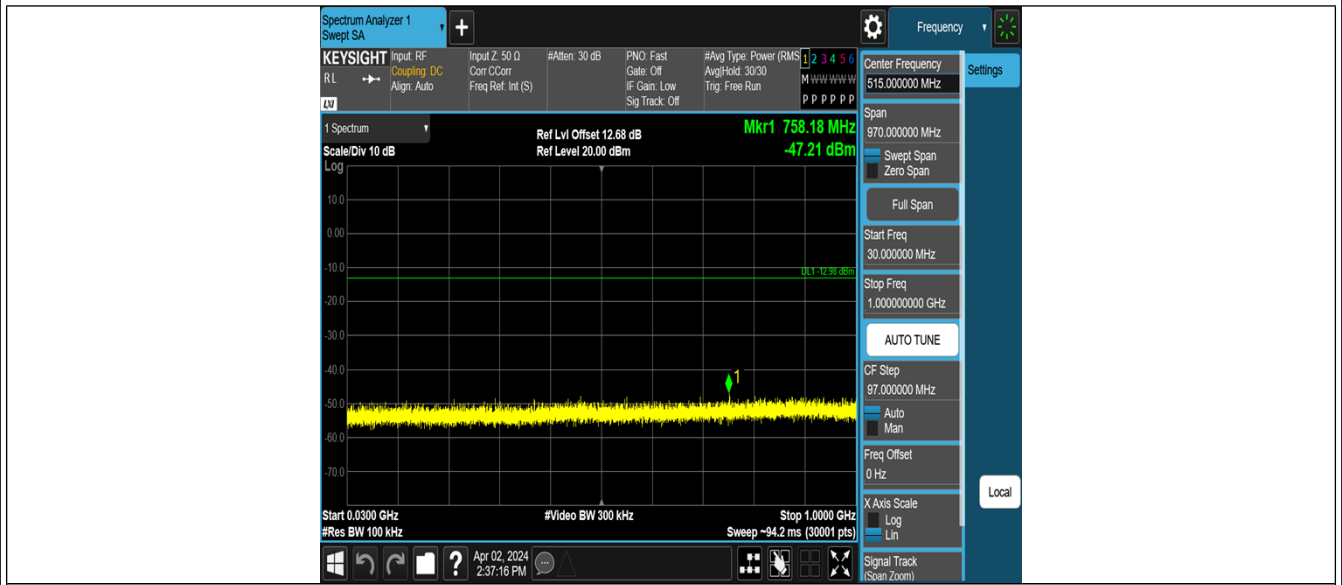 Spectrum Analyzer 1
Swept SA
+
Frequency
KEYSIGHT
Input: RF
Coupling: DC
Align: Auto
RL
LXI
Input Z: 50 Ω
Corr CCorr
Freq Ref: Int (S)
#Atten: 30 dB
PNO: Fast
Gate: Off
IF Gain: Low
Sig Track: Off
#Avg Type: Power (RMS
Avg|Hold: 30/30
Trig: Free Run
1 2 3 4 5 6
M W W W W W
P P P P P P
1 Spectrum
Scale/Div 10 dB
Log
Ref Lvl Offset 12.68 dB
Ref Level 20.00 dBm
Mkr1 758.18 MHz
-47.21 dBm
10.0
0.00
-10.0
DL1 -12.98 dBm
-20.0
-30.0
-40.0
1
-50.0
-60.0
-70.0
Start 0.0300 GHz
#Video BW 300 kHz
Stop 1.0000 GHz
#Res BW 100 kHz
Sweep ~94.2 ms (30001 pts)
?
Apr 02, 2024
2:37:16 PM
Center Frequency
515.000000 MHz
Settings
Span
970.000000 MHz
Swept Span
Zero Span
Full Span
Start Freq
30.000000 MHz
Stop Freq
1.000000000 GHz
AUTO TUNE
CF Step
97.000000 MHz
Auto
Man
Freq Offset
0 Hz
Local
X Axis Scale
Log
Lin
Signal Track
(Span Zoom)